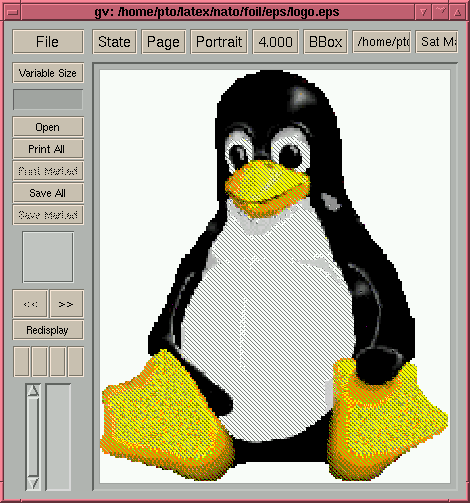 gv: /home/pto/latex/nato/foil/eps/logo.eps
File State Page Portrait 4.000 BBox /home/pto Sat Ma
Variable Size
Open
Print All
Print Marked
Save All
Save Marked
<< >>
Redisplay